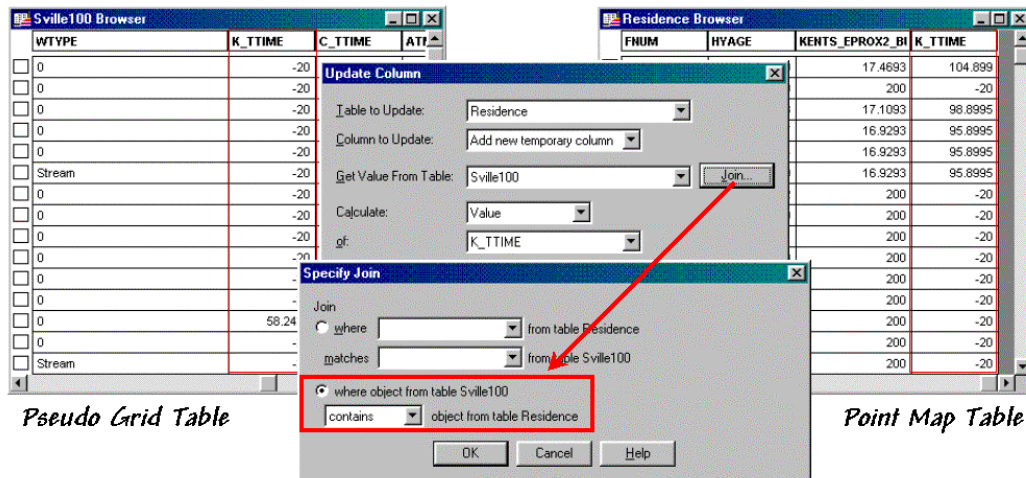 Sville100 Browser
WTYPE K_TTIME C_TTIME
0 -20
0 -20
0 -20
0 -20
0 -20
Stream -20
0 -20
0 -20
0 -20
0 -20
0
0
0 58.24
0
Stream
Residence Browser
FNUM HYAGE KENTS_EPROX2_BI K_TTIME
17.4693 104.899
200 -20
17.1093 98.8995
16.9293 95.8995
16.9293 95.8995
16.9293 95.8995
200 -20
200 -20
200 -20
200 -20
200 -20
200 -20
200 -20
200 -20
200 -20
Update Column
Table to Update: Residence
Column to Update: Add new temporary column
Get Value From Table: Sville100 Join...
Calculate: Value
of: K_TTIME
Specify Join
Join
where from table Residence
matches from table Sville100
where object from table Sville100
contains object from table Residence
OK Cancel Help
Pseudo Grid Table
Point Map Table